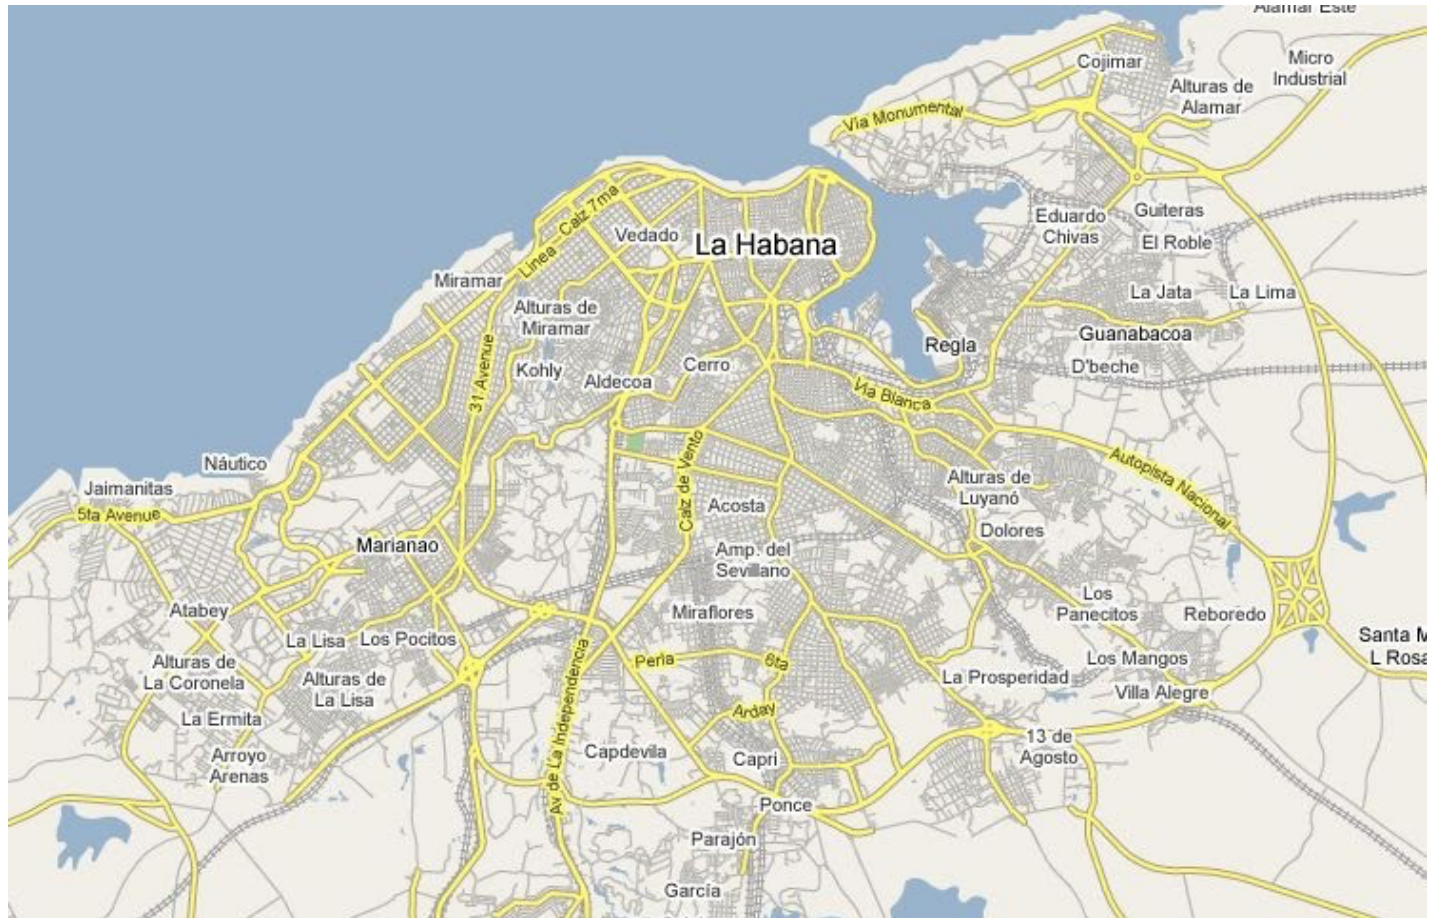 Alamar Este
Micro
Industrial
Cojimar
Alturas de
Alamar
Via Monumental
Calz 7ma
Linea
Vedado
La Habana
Eduardo
Chivas
Guiteras
El Roble
Miramar
Alturas de
Miramar
La Jata
La Lima
Guanabacoa
Regla
D'beche
31 Avenue
Kohly
Aldecoa
Cerro
Via Blanca
Calz de Vento
Autopista Nacional
Náutico
Jaimanitas
5ta Avenue
Alturas de
Luyanó
Acosta
Dolores
Marianao
Amp. del
Sevillano
Atabey
Miraflores
Los
Panecitos
Reboredo
La Lisa
Los Pocitos
Santa M
L Rosa
Perla
6ta
Los Mangos
Alturas de
La Coronela
Alturas de
La Lisa
La Prosperidad
Villa Alegre
La Ermita
Arday
Av de La Independencia
Arroyo
Arenas
Capdevila
Capri
13 de
Agosto
Ponce
Parajón
García